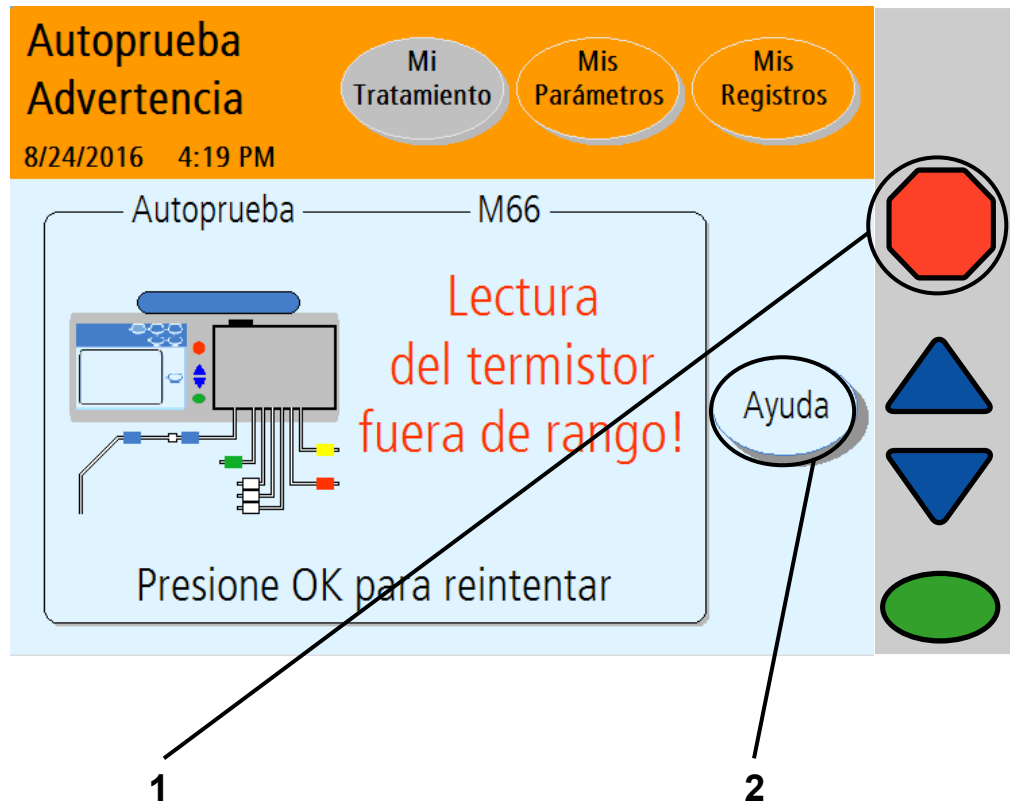 Autoprueba
Advertencia
8/24/2016 4:19 PM
Mi
Tratamiento
Mis
Parámetros
Mis
Registros
Autoprueba M66
Lectura
del termistor
fuera de rango!
Ayuda
Presione OK para reintentar
1 2